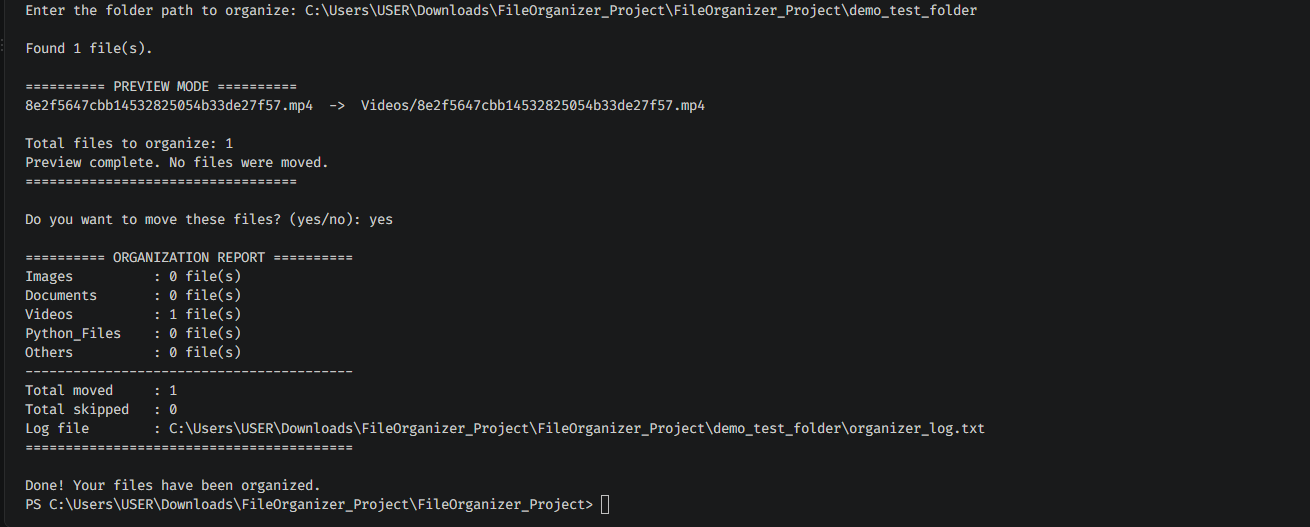 Enter the folder path to organize: C:\Users\USER\Downloads\FileOrganizer_Project\FileOrganizer_Project\demo_test_folder
Found 1 file(s).
========== PREVIEW MODE ==========
8e2f5647cbb14532825054b33de27f57.mp4  ->  Videos/8e2f5647cbb14532825054b33de27f57.mp4
Total files to organize: 1
Preview complete. No files were moved.
==================================
Do you want to move these files? (yes/no): yes
========== ORGANIZATION REPORT ==========
Images          : 0 file(s)
Documents       : 0 file(s)
Videos          : 1 file(s)
Python_Files    : 0 file(s)
Others          : 0 file(s)
-----------------------------------------
Total moved     : 1
Total skipped   : 0
Log file        : C:\Users\USER\Downloads\FileOrganizer_Project\FileOrganizer_Project\demo_test_folder\organizer_log.txt
=========================================
Done! Your files have been organized.
PS C:\Users\USER\Downloads\FileOrganizer_Project\FileOrganizer_Project>